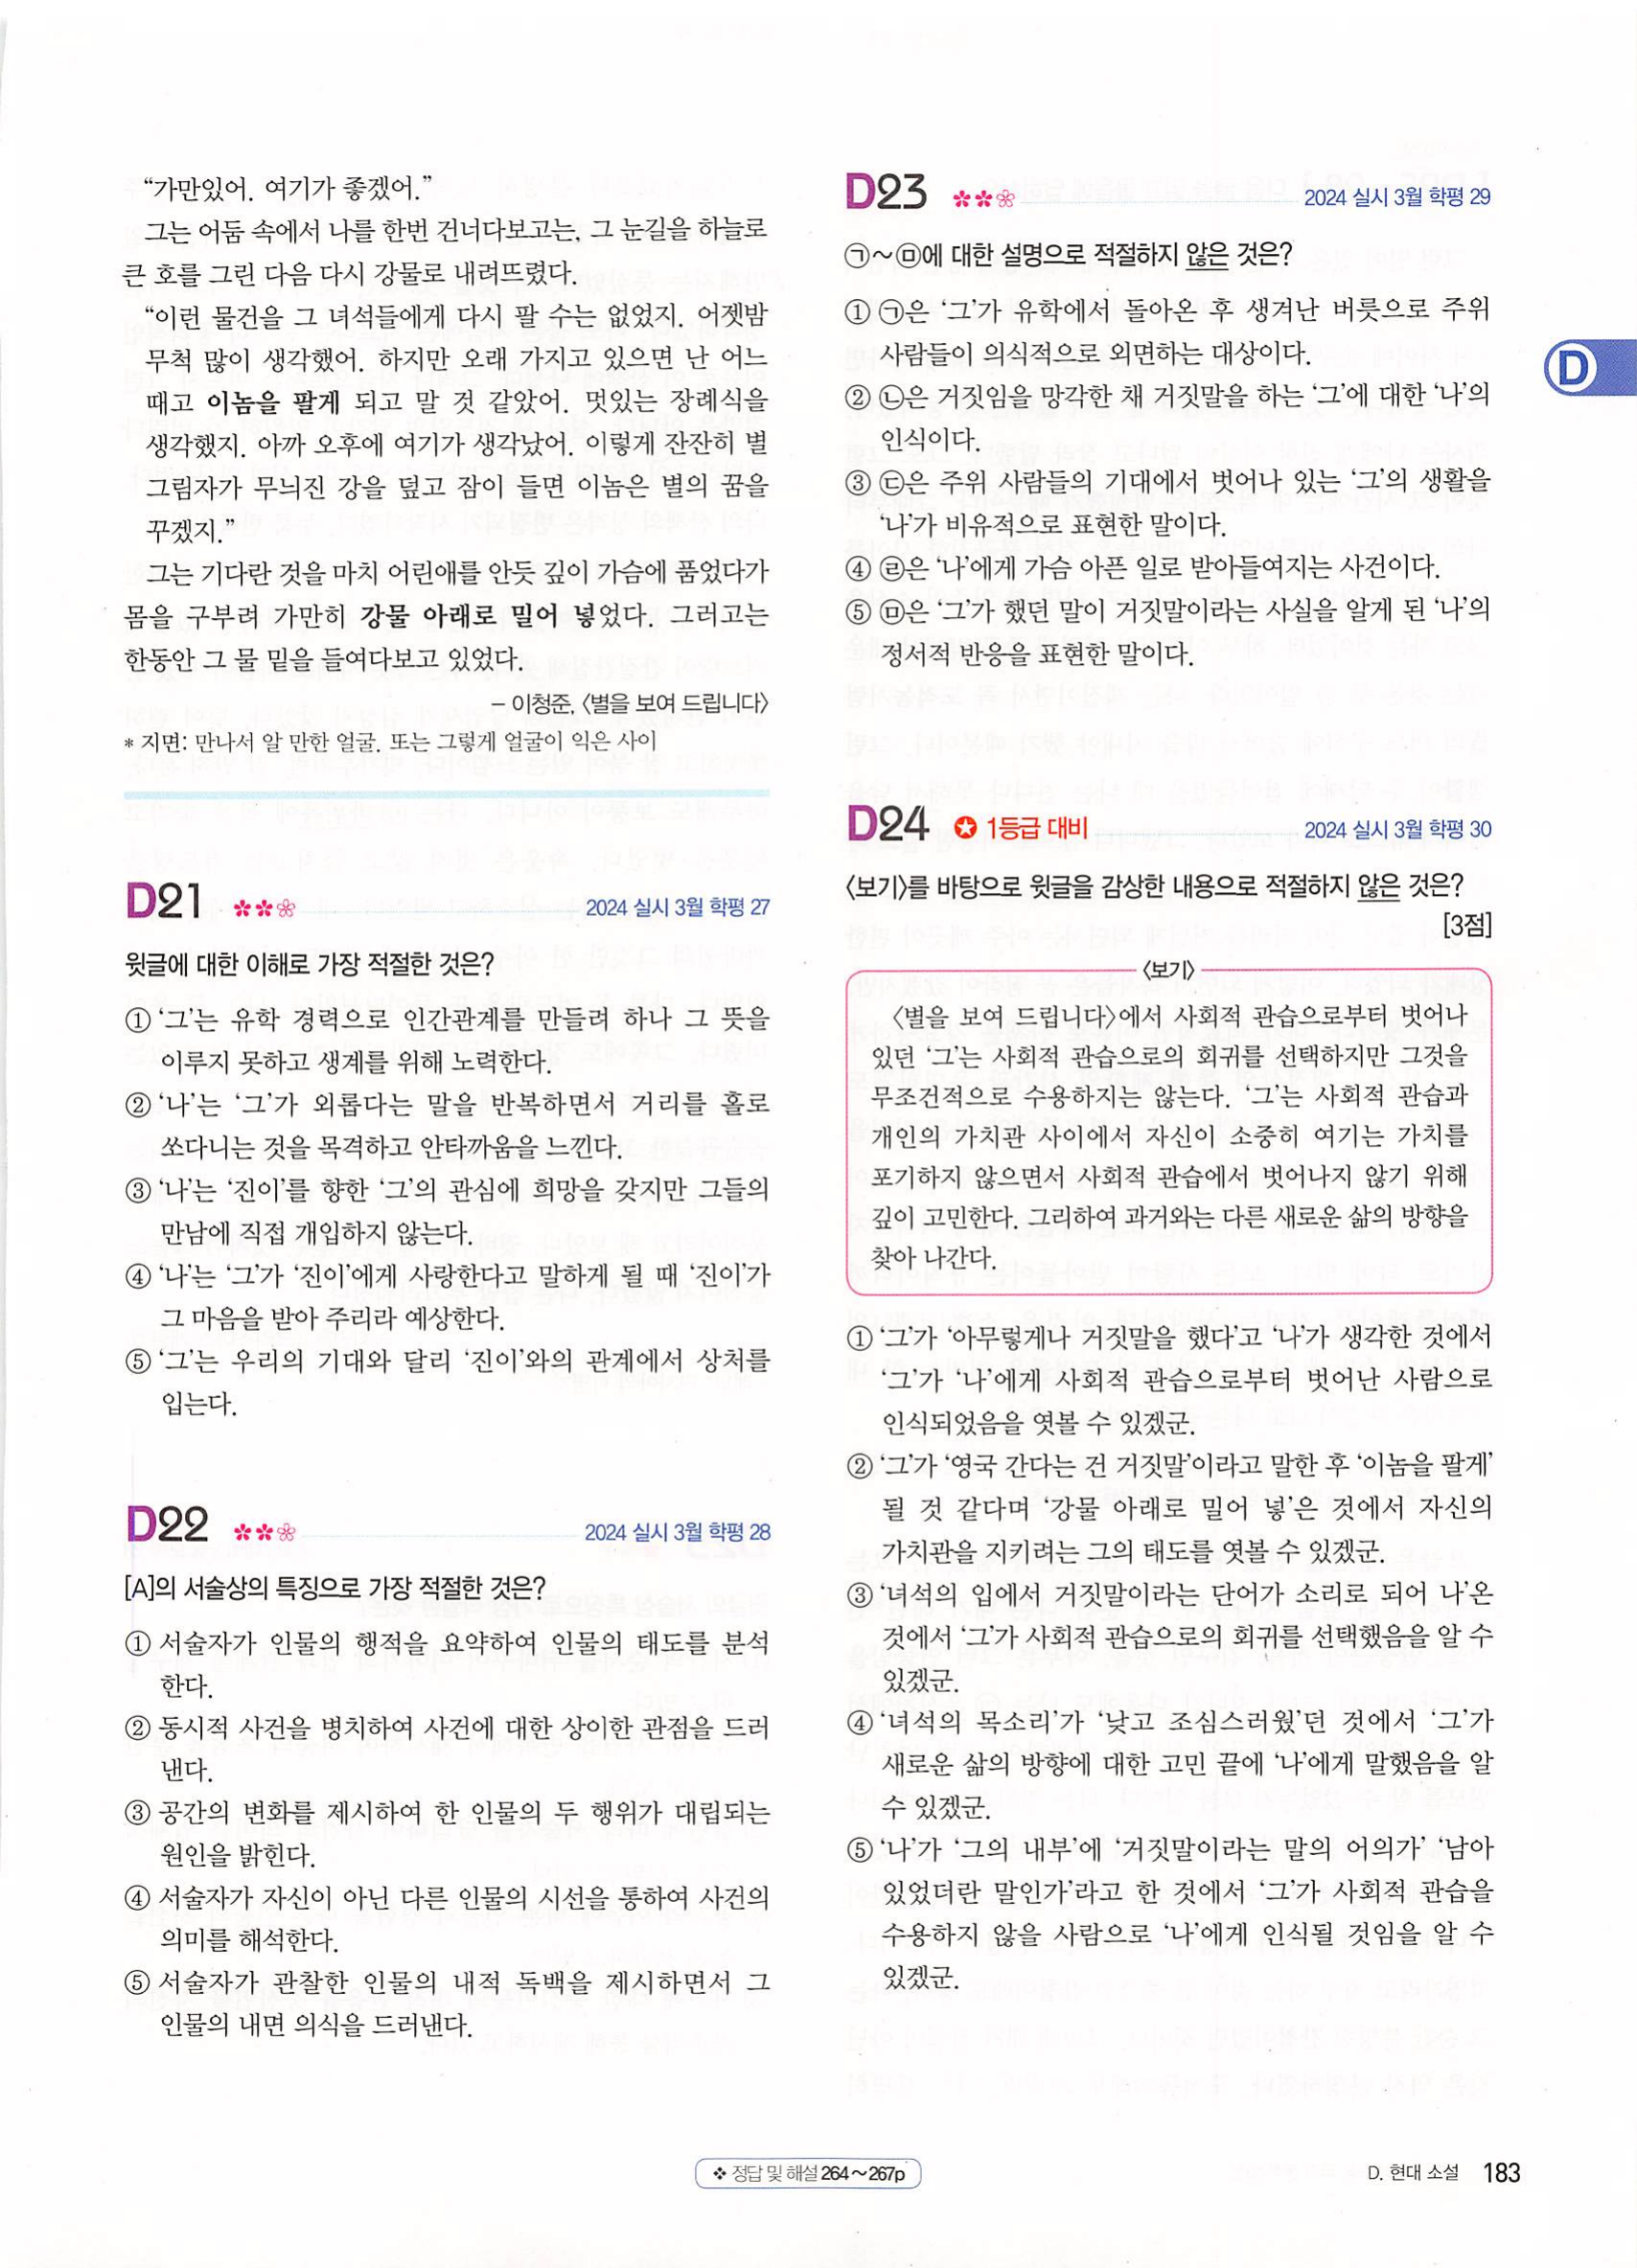 “가만있어. 여기가 좋겠어.”
그는 어둠 속에서 나를 한번 건너다보고는, 그 눈길을 하늘로
큰 호를 그린 다음 다시 강물로 내려뜨렸다.
“이런 물건을 그 녀석들에게 다시 팔 수는 없었지. 어젯밤
무척 많이 생각했어. 하지만 오래 가지고 있으면 난 어느
때고 이놈을 팔게 되고 말 것 같았어. 멋있는 장례식을
생각했지. 아까 오후에 여기가 생각났어. 이렇게 잔잔히 별
그림자가 무늬진 강을 덮고 잠이 들면 이놈은 별의 꿈을
꾸겠지.”
그는 기다란 것을 마치 어린애를 안듯 깊이 가슴에 품었다가
몸을 구부려 가만히 강물 아래로 밀어 넣었다. 그러고는
한동안 그 물 밑을 들여다보고 있었다.
– 이청준, 〈별을 보여 드립니다〉
* 지면: 만나서 알 만한 얼굴. 또는 그렇게 얼굴이 익은 사이
D21 2024 실시 3월 학평 27
윗글에 대한 이해로 가장 적절한 것은?
① ‘그’는 유학 경력으로 인간관계를 만들려 하나 그 뜻을
이루지 못하고 생계를 위해 노력한다.
② ‘나’는 ‘그’가 외롭다는 말을 반복하면서 거리를 홀로
쏘다니는 것을 목격하고 안타까움을 느낀다.
③ ‘나’는 ‘진이’를 향한 ‘그’의 관심에 희망을 갖지만 그들의
만남에 직접 개입하지 않는다.
④ ‘나’는 ‘그’가 ‘진이’에게 사랑한다고 말하게 될 때 ‘진이’가
그 마음을 받아 주리라 예상한다.
⑤ ‘그’는 우리의 기대와 달리 ‘진이’와의 관계에서 상처를
입는다.
D22 2024 실시 3월 학평 28
[A]의 서술상의 특징으로 가장 적절한 것은?
① 서술자가 인물의 행적을 요약하여 인물의 태도를 분석
한다.
② 동시적 사건을 병치하여 사건에 대한 상이한 관점을 드러
낸다.
③ 공간의 변화를 제시하여 한 인물의 두 행위가 대립되는
원인을 밝힌다.
④ 서술자가 자신이 아닌 다른 인물의 시선을 통하여 사건의
의미를 해석한다.
⑤ 서술자가 관찰한 인물의 내적 독백을 제시하면서 그
인물의 내면 의식을 드러낸다.
D23 2024 실시 3월 학평 29
㉠~㉤에 대한 설명으로 적절하지 않은 것은?
① ㉠은 ‘그’가 유학에서 돌아온 후 생겨난 버릇으로 주위
사람들이 의식적으로 외면하는 대상이다.
② ㉡은 거짓임을 망각한 채 거짓말을 하는 ‘그’에 대한 ‘나’의
인식이다.
③ ㉢은 주위 사람들의 기대에서 벗어나 있는 ‘그’의 생활을
‘나’가 비유적으로 표현한 말이다.
④ ㉣은 ‘나’에게 가슴 아픈 일로 받아들여지는 사건이다.
⑤ ㉤은 ‘그’가 했던 말이 거짓말이라는 사실을 알게 된 ‘나’의
정서적 반응을 표현한 말이다.
D24 1등급 대비 2024 실시 3월 학평 30
〈보기〉를 바탕으로 윗글을 감상한 내용으로 적절하지 않은 것은?
[3점]
〈보기〉
〈별을 보여 드립니다〉에서 사회적 관습으로부터 벗어나
있던 ‘그’는 사회적 관습으로의 회귀를 선택하지만 그것을
무조건적으로 수용하지는 않는다. ‘그’는 사회적 관습과
개인의 가치관 사이에서 자신이 소중히 여기는 가치를
포기하지 않으면서 사회적 관습에서 벗어나지 않기 위해
깊이 고민한다. 그리하여 과거와는 다른 새로운 삶의 방향을
찾아 나간다.
① ‘그’가 ‘아무렇게나 거짓말을 했다’고 ‘나’가 생각한 것에서
‘그’가 ‘나’에게 사회적 관습으로부터 벗어난 사람으로
인식되었음을 엿볼 수 있겠군.
② ‘그’가 ‘영국 간다는 건 거짓말’이라고 말한 후 ‘이놈을 팔게’
될 것 같다며 ‘강물 아래로 밀어 넣’은 것에서 자신의
가치관을 지키려는 그의 태도를 엿볼 수 있겠군.
③ ‘녀석의 입에서 거짓말이라는 단어가 소리로 되어 나’온
것에서 ‘그’가 사회적 관습으로의 회귀를 선택했음을 알 수
있겠군.
④ ‘녀석의 목소리’가 ‘낮고 조심스러웠’던 것에서 ‘그’가
새로운 삶의 방향에 대한 고민 끝에 ‘나’에게 말했음을 알
수 있겠군.
⑤ ‘나’가 ‘그의 내부’에 ‘거짓말이라는 말의 어의가’ ‘남아
있었더란 말인가’라고 한 것에서 ‘그’가 사회적 관습을
수용하지 않을 사람으로 ‘나’에게 인식될 것임을 알 수
있겠군.
D
❖ 정답 및 해설 264~267p
D. 현대 소설 183